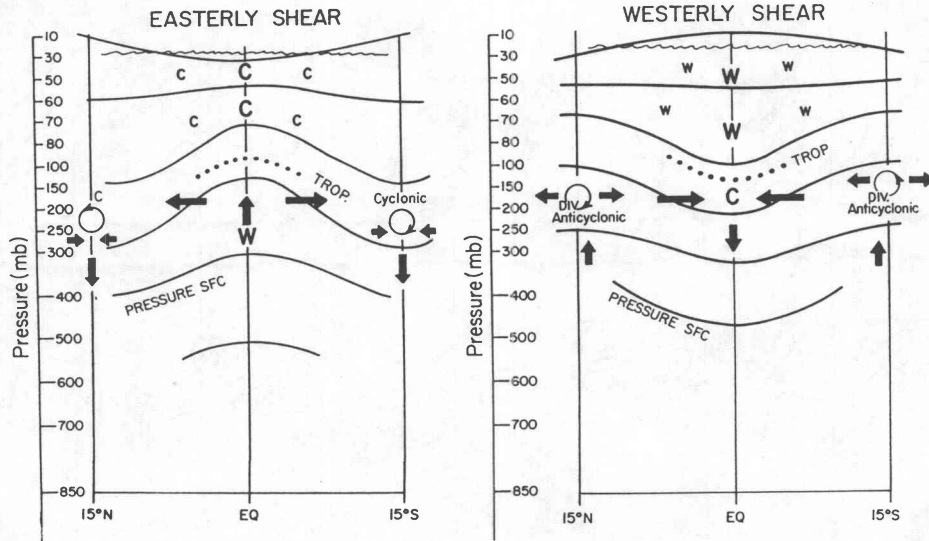 EASTERLY SHEAR
10
30
50
60
70
80
100
150
200
250
300
400
500
600
700
850
Pressure (mb)
C
C
C
C
C
C
TROP.
C
Cyclonic
W
PRESSURE SFC
15°N
EQ
15°S
WESTERLY SHEAR
10
30
50
60
70
80
100
150
200
250
300
400
500
600
700
850
Pressure (mb)
W
W
W
W
W
W
TROP
C
DIV.
Anticyclonic
DIV.
Anticyclonic
PRESSURE SFC
15°N
EQ
15°S